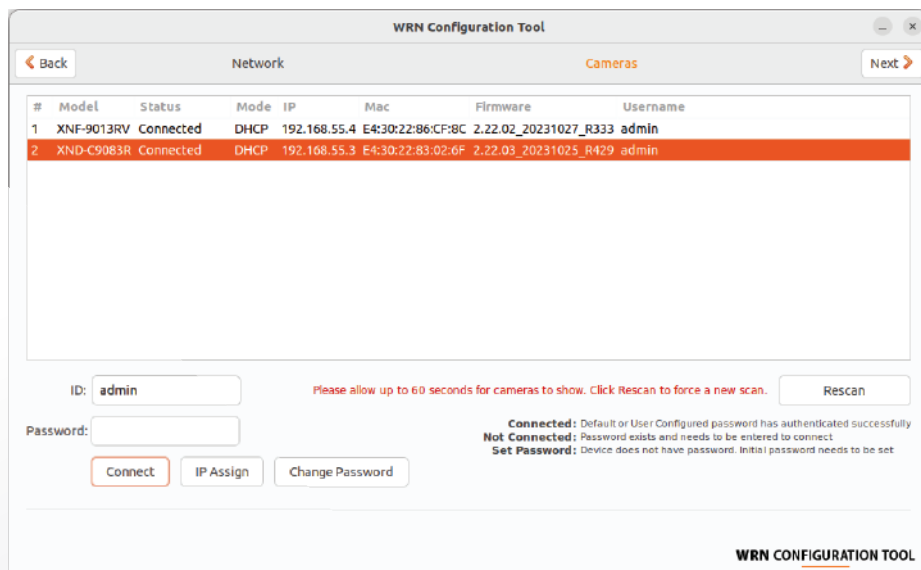 WRN Configuration Tool
Back Network Cameras Next
# Model Status Mode IP Mac Firmware Username
1 XNF-9013RV Connected DHCP 192.168.55.4 E4:30:22:86:CF:8C 2.22.02_20231027_R333 admin
2 XND-C9083R Connected DHCP 192.168.55.3 E4:30:22:83:02:6F 2.22.03_20231025_R429 admin
ID: admin Please allow up to 60 seconds for cameras to show. Click Rescan to force a new scan. Rescan
Connected: Default or User Configured password has authenticated successfully
Password: Not Connected: Password exists and needs to be entered to connect
Set Password: Device does not have password. Initial password needs to be set
Connect IP Assign Change Password
WRN CONFIGURATION TOOL